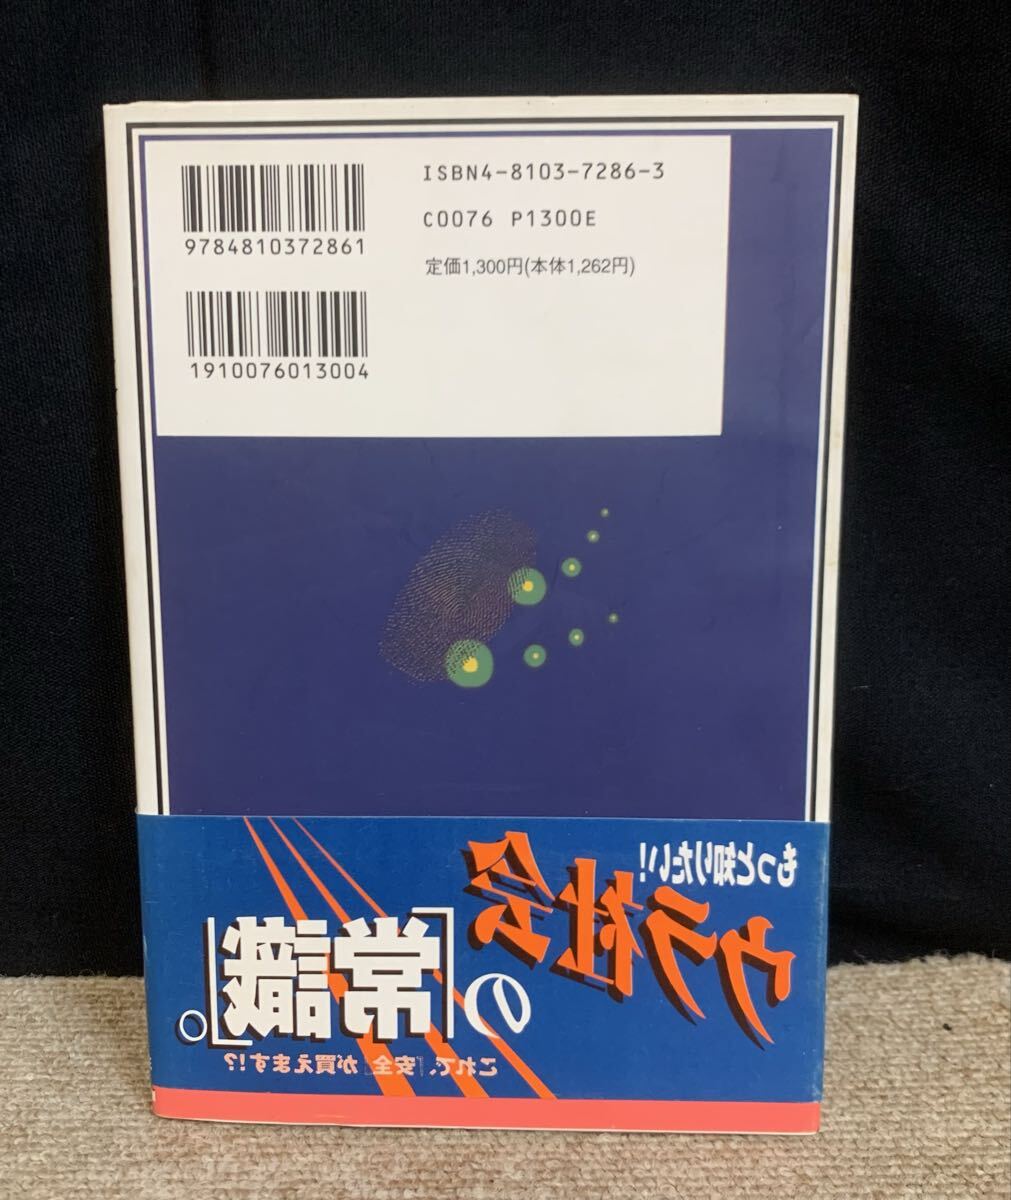 ISBN4-8103-7286-3
C0076 P1300E
定価1,300円(本体1,262円)
9784810372861
1910076013004
もっと知りたい!
ウラ社会
の「常識」。
これで、「安全」が買えます!?